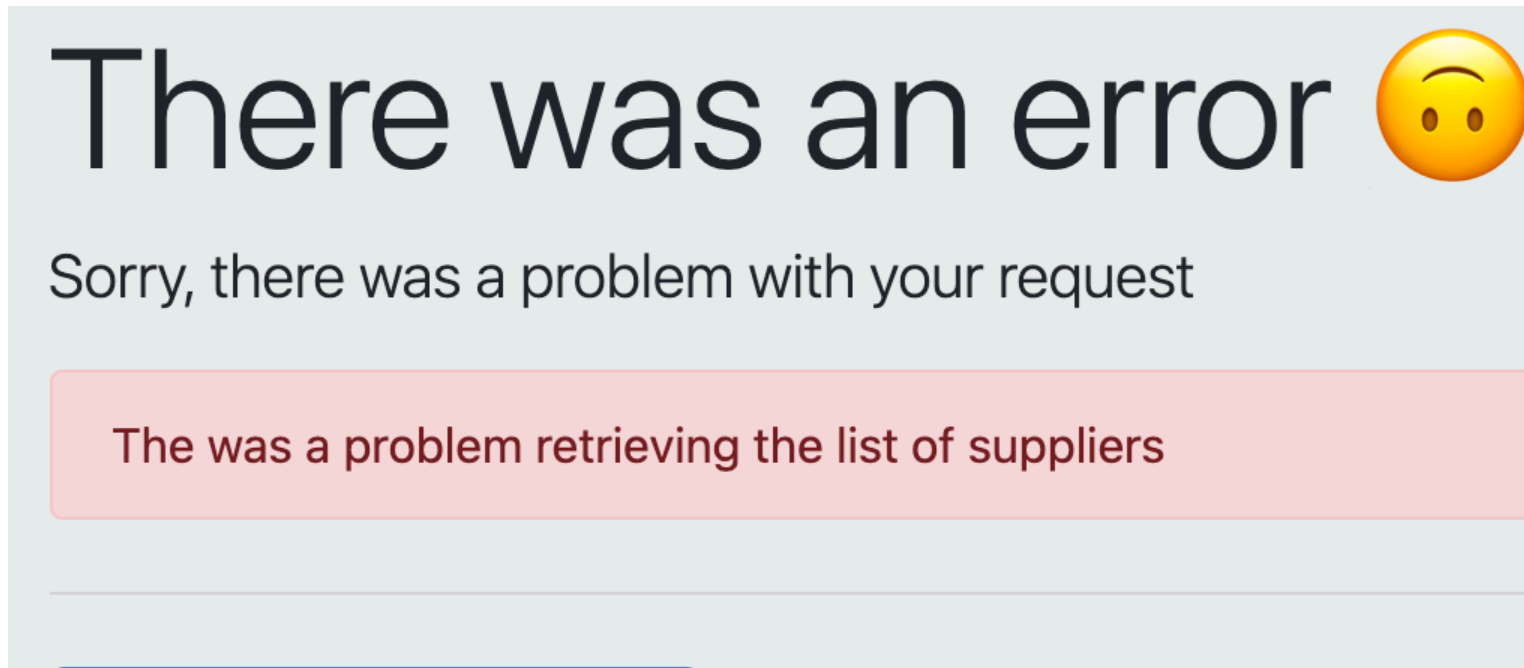 There was an error 🙃
Sorry, there was a problem with your request
The was a problem retrieving the list of suppliers